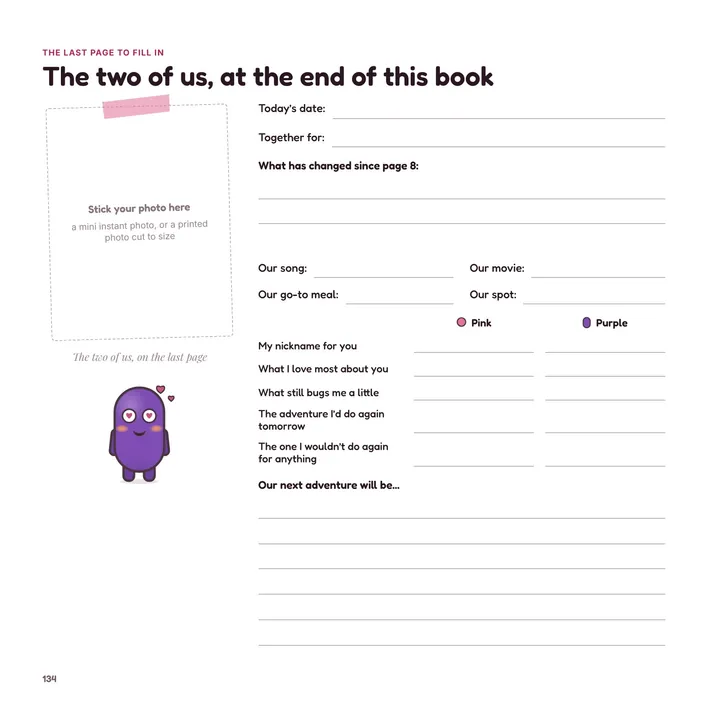 THE LAST PAGE TO FILL IN
The two of us, at the end of this book
Stick your photo here
a mini instant photo, or a printed
photo cut to size
The two of us, on the last page
Today's date:
Together for:
What has changed since page 8:
Our song:
Our movie:
Our go-to meal:
Our spot:
Pink
Purple
My nickname for you
What I love most about you
What still bugs me a little
The adventure I'd do again
tomorrow
The one I wouldn't do again
for anything
Our next adventure will be...
134